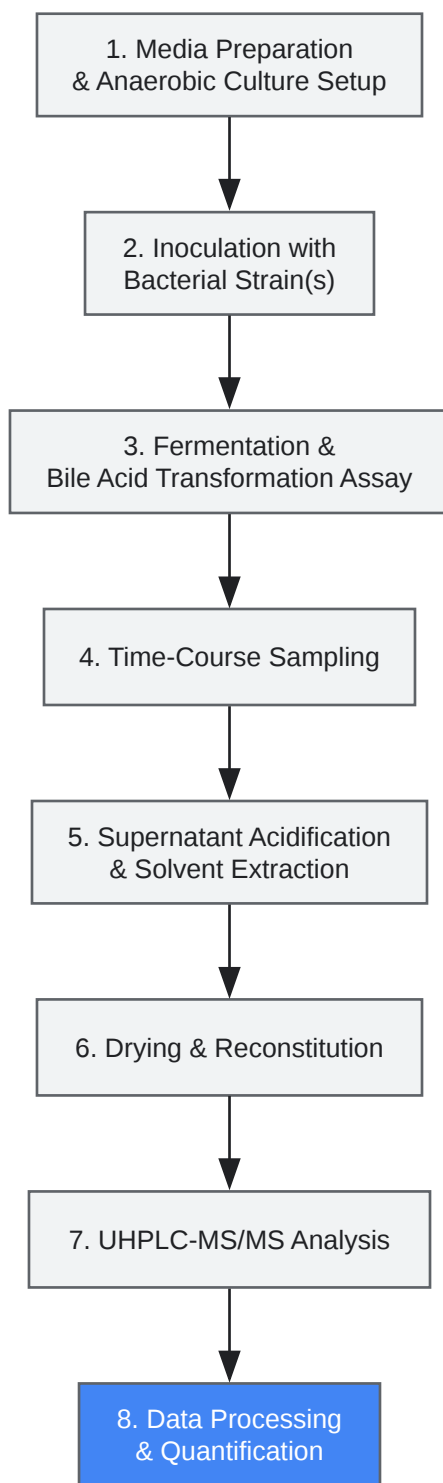 1. Media Preparation
& Anaerobic Culture Setup
2. Inoculation with
Bacterial Strain(s)
3. Fermentation &
Bile Acid Transformation Assay
4. Time-Course Sampling
5. Supernatant Acidification
& Solvent Extraction
6. Drying & Reconstitution
7. UHPLC-MS/MS Analysis
8. Data Processing
& Quantification